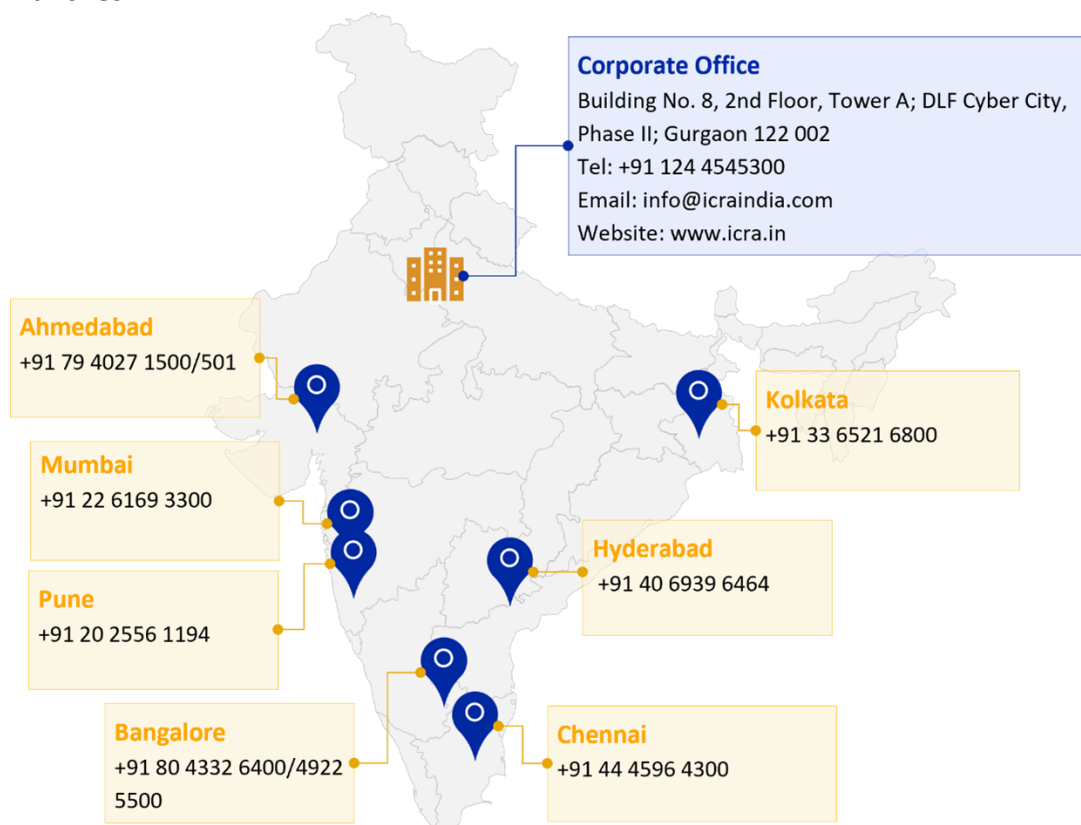 Corporate Office
Building No. 8, 2nd Floor, Tower A; DLF Cyber City,
Phase II; Gurgaon 122 002
Tel: +91 124 4545300
Email: info@icraindia.com
Website: www.icra.in
Ahmedabad
+91 79 4027 1500/501
Kolkata
+91 33 6521 6800
Mumbai
+91 22 6169 3300
Hyderabad
+91 40 6939 6464
Pune
+91 20 2556 1194
Bangalore
+91 80 4332 6400/4922
5500
Chennai
+91 44 4596 4300